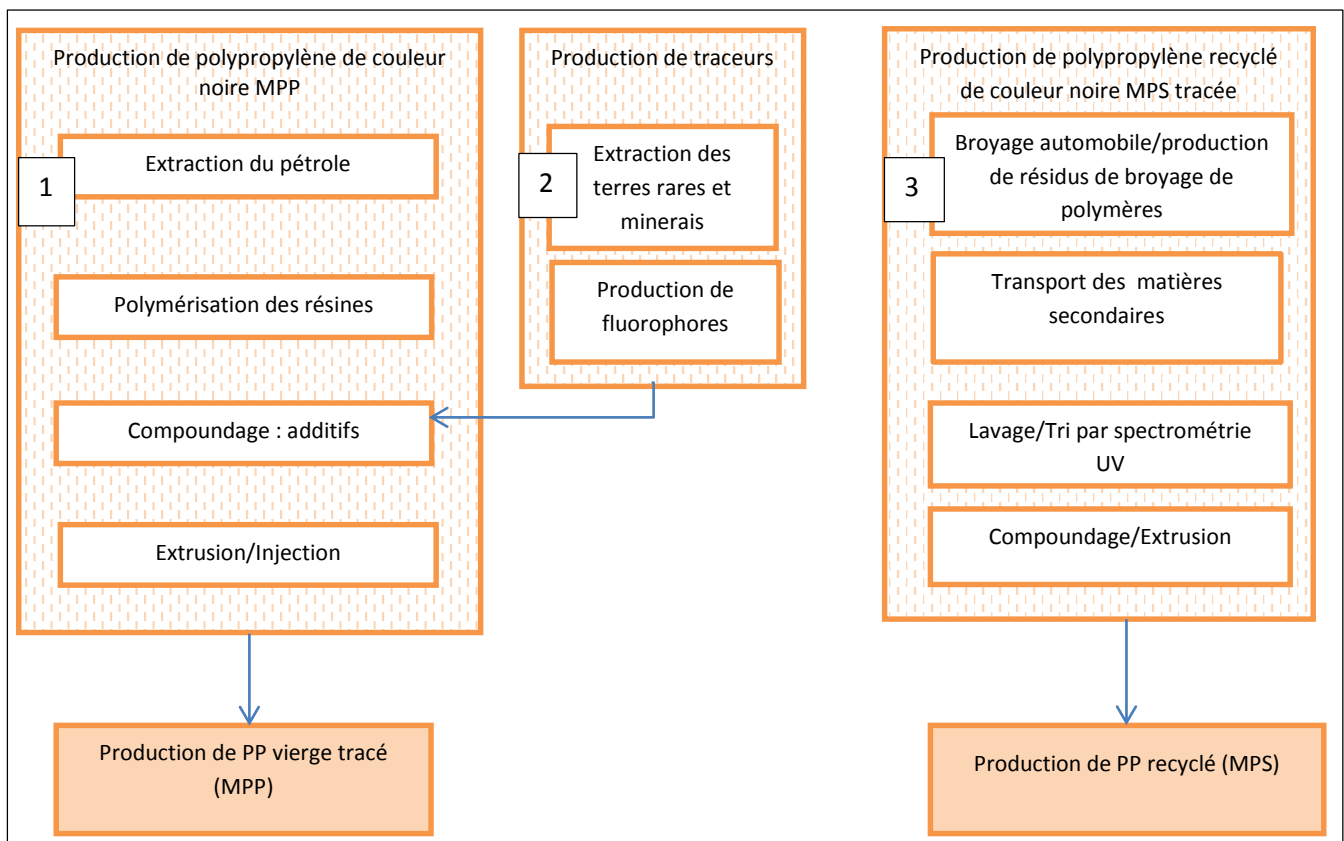 Production de polypropylène de couleur
noire MPP
1
Extraction du pétrole
Polymérisation des résines
Compoundage : additifs
Extrusion/Injection
Production de PP vierge tracé
(MPP)
Production de traceurs
2
Extraction des
terres rares et
minerais
Production de
fluorophores
Production de polypropylène recyclé
de couleur noire MPS tracée
3
Broyage automobile/production
de résidus de broyage de
polymères
Transport des  matières
secondaires
Lavage/Tri par spectrométrie
UV
Compoundage/Extrusion
Production de PP recyclé (MPS)